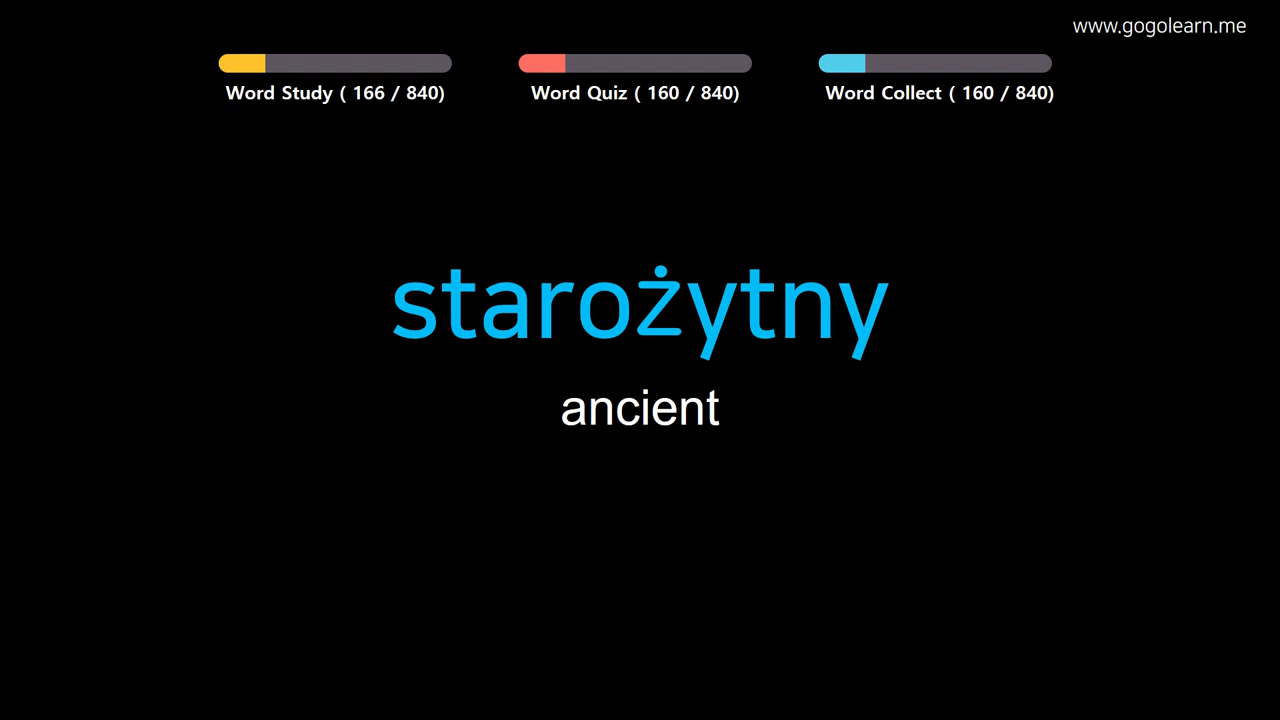 www.gogolearn.me
Word Study ( 166 / 840)
Word Quiz ( 160 / 840)
Word Collect ( 160 / 840)
starożytny
ancient